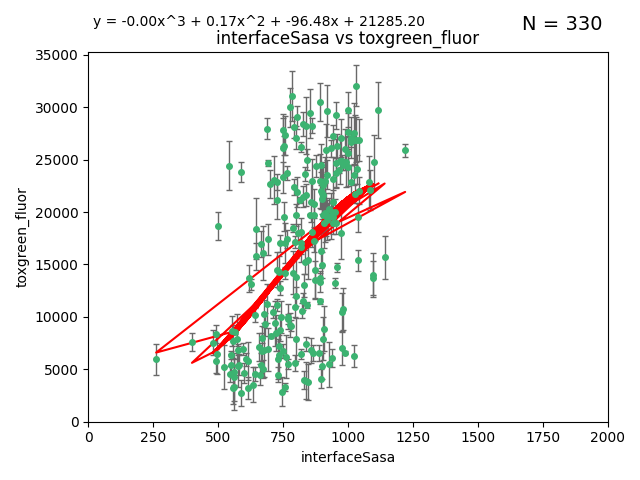 y = -0.00x^3 + 0.17x^2 + -96.48x + 21285.20
N = 330
interfaceSasa vs toxgreen_fluor
35000
30000
25000
20000
15000
10000
5000
0
toxgreen_fluor
0 250 500 750 1000 1250 1500 1750 2000
interfaceSasa